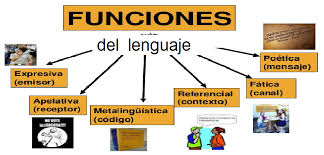 FUNCIONES
del lenguaje
Expresiva
(emisor)
Apelativa
(receptor)
Metalingüística
(código)
Referencial
(contexto)
Fática
(canal)
Poética
(mensaje)